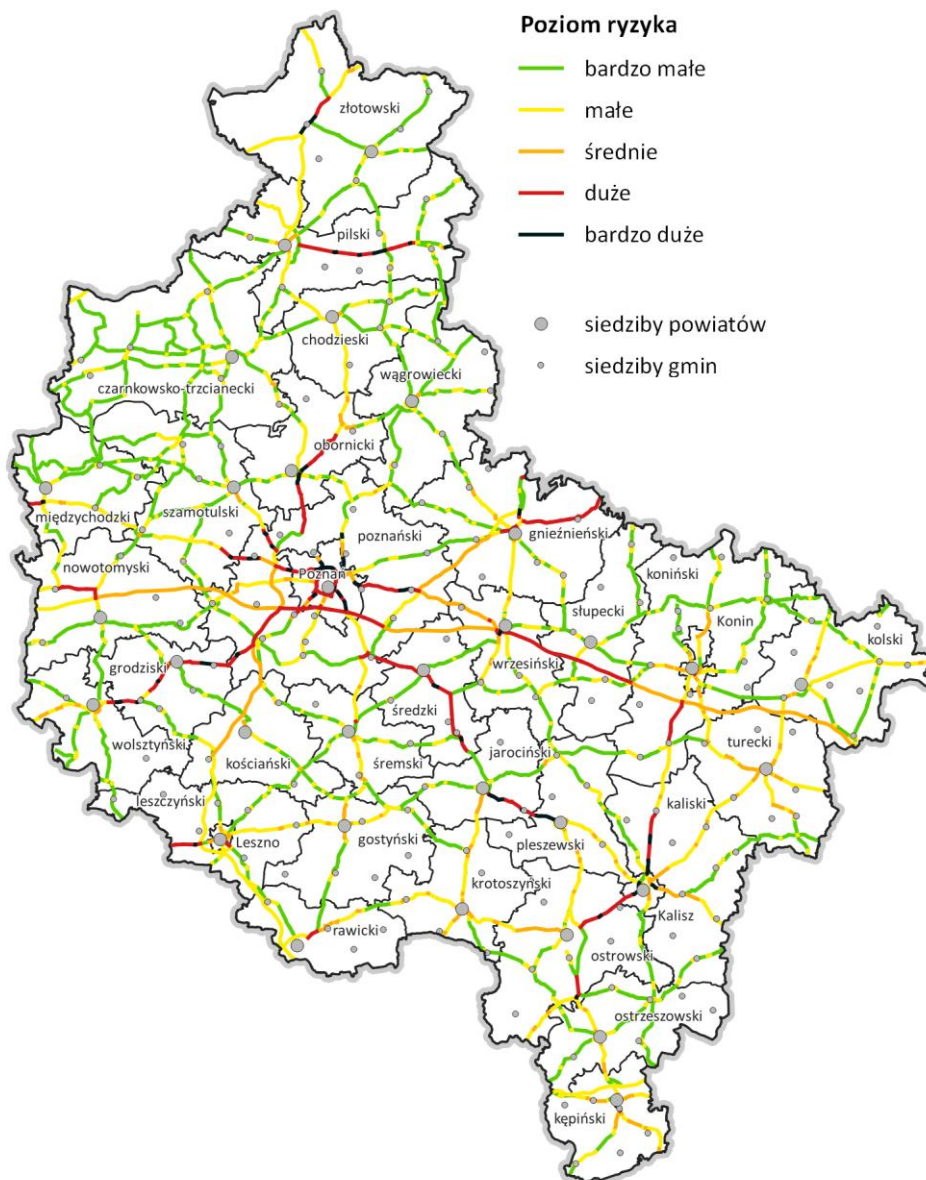 Poziom ryzyka
bardzo małe
małe
średnie
duże
bardzo duże
siedziby powiatów
siedziby gmin
złotowski
pilski
chodzieski
wągrowiecki
czarnkowsko-trzcianecki
obornicki
międzychodzki
szamotulski
poznański
gnieźnieński
nowotomyski
Poznań
koniński
słupecki
Konin
kolski
grodziski
wrzesiński
średzki
wolsztyński
kościański
śremski
jarociński
turecki
leszczyński
kaliski
Leszno
gostyński
pleszewski
krotoszyński
Kalisz
rawicki
ostrowski
ostrzeszowski
kępiński